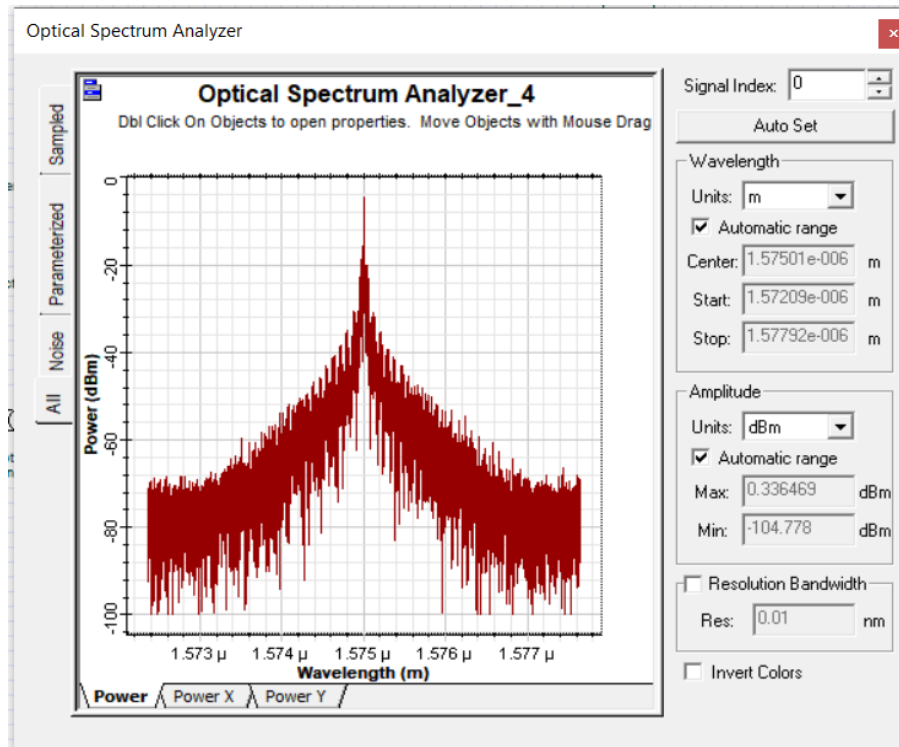 Optical Spectrum Analyzer
Sampled
Parameterized
Noise
All
Optical Spectrum Analyzer_4
Dbl Click On Objects to open properties. Move Objects with Mouse Drag
Power (dBm)
0
-20
-40
-60
-80
-100
1.573 µ 1.574 µ 1.575 µ 1.576 µ 1.577 µ
Wavelength (m)
Power Power X Power Y
Signal Index: 0
Auto Set
Wavelength
Units: m
Automatic range
Center: 1.57501e-006 m
Start: 1.57209e-006 m
Stop: 1.57792e-006 m
Amplitude
Units: dBm
Automatic range
Max: 0.336469 dBm
Min: -104.778 dBm
Resolution Bandwidth
Res: 0.01 nm
Invert Colors